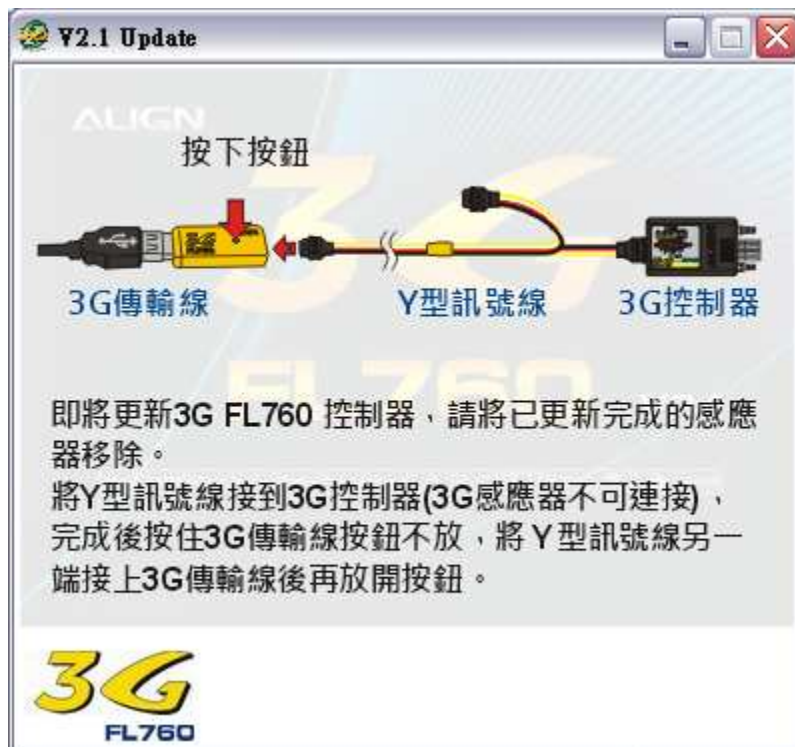 V2.1 Update
ALIGN
按下按鈕
3G
3G傳輸線
Y型訊號線
3G控制器
3G
FL760
即將更新3G FL760 控制器，請將已更新完成的感應
器移除。
將Y型訊號線接到3G控制器(3G感應器不可連接)，
完成後按住3G傳輸線按鈕不放，將Y型訊號線另一
端接上3G傳輸線後再放開按鈕。
3G
FL760